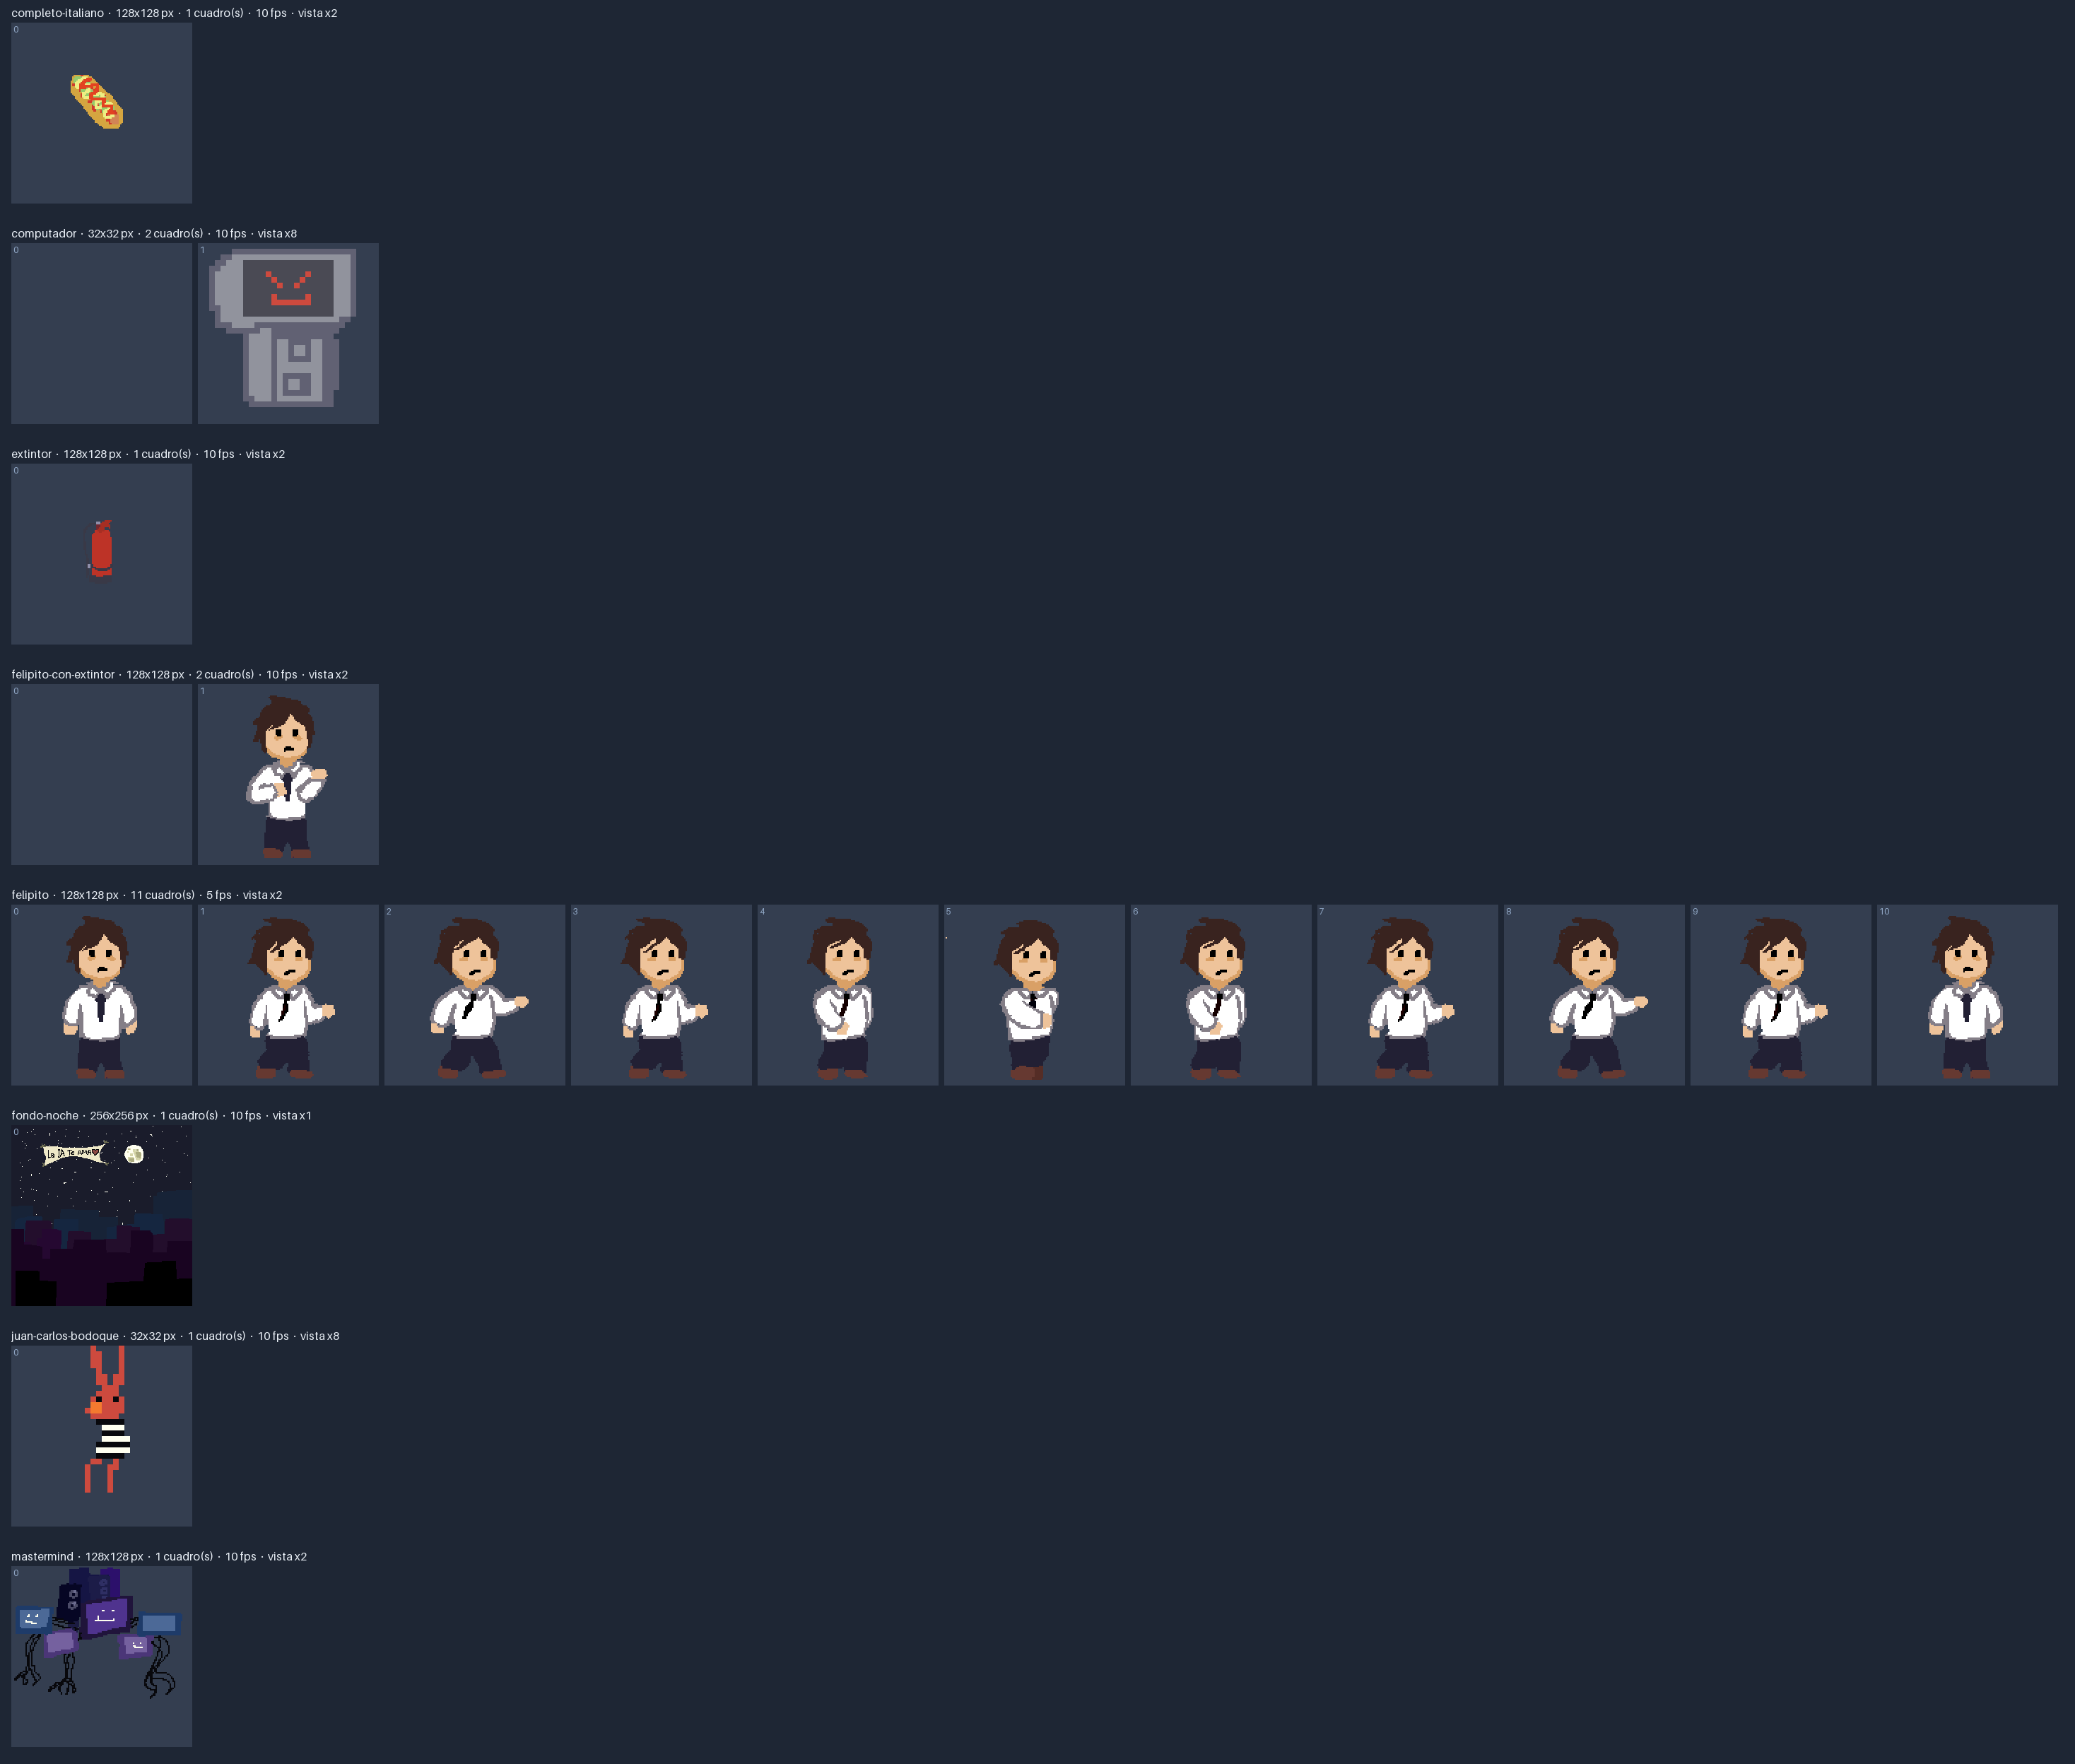 completo-italiano · 128x128 px · 1 cuadro(s) · 10 fps · vista x2
0
computador · 32x32 px · 2 cuadro(s) · 10 fps · vista x8
0 1
extintor · 128x128 px · 1 cuadro(s) · 10 fps · vista x2
0
felipito-con-extintor · 128x128 px · 2 cuadro(s) · 10 fps · vista x2
0 1
felipito · 128x128 px · 11 cuadro(s) · 5 fps · vista x2
0 1 2 3 4 5 6 7 8 9 10
fondo-noche · 256x256 px · 1 cuadro(s) · 10 fps · vista x1
0
La IA Te AMA
juan-carlos-bodoque · 32x32 px · 1 cuadro(s) · 10 fps · vista x8
0
mastermind · 128x128 px · 1 cuadro(s) · 10 fps · vista x2
0